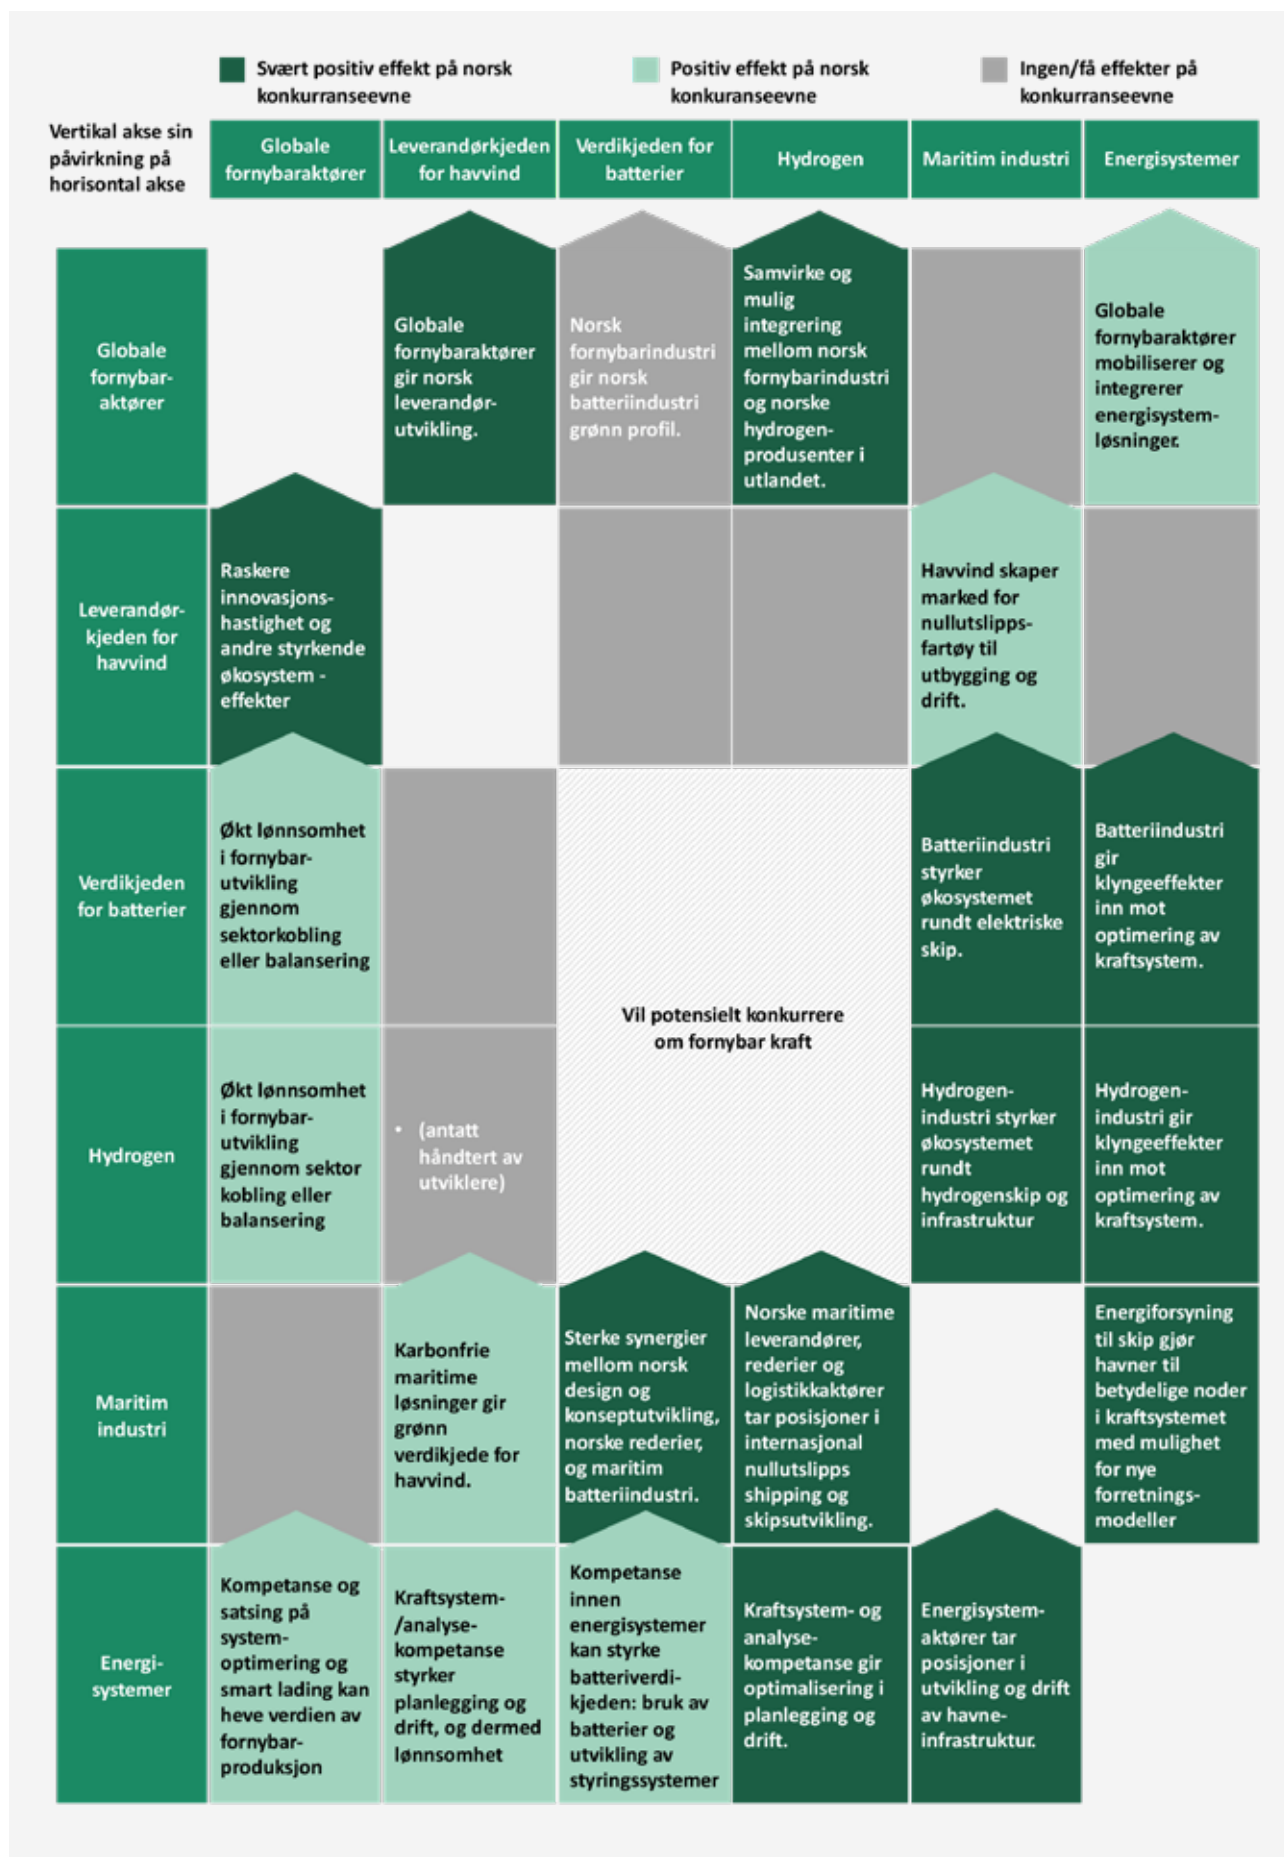 Svært positiv effekt på norsk
konkurranseevne
Positiv effekt på norsk
konkuranseevne
Ingen/få effekter på
konkurranseevne
Vertikal akse sin
påvirkning på
horisontal akse
Globale
fornybaraktører
Leverandørkjeden
for havvind
Verdikjeden for
batterier
Hydrogen
Maritim industri
Energisystemer
Globale
fornybar-
aktører
Globale
fornybaraktører
gir norsk
leverandør-
utvikling.
Norsk
fornybarindustri
gir norsk
batteriindustri
grønn profil.
Samvirke og
mulig
integrering
mellom norsk
fornybarindustri
og norske
hydrogen-
produsenter i
utlandet.
Globale
fornybaraktører
mobiliserer og
integrerer
energisystem-
løsninger.
Leverandør-
kjeden for
havvind
Raskere
innovasjons-
hastighet og
andre styrkende
økosystem -
effekter
Havvind skaper
marked for
nullutslipps-
fartøy til
utbygging og
drift.
Verdikjeden
for batterier
Økt lønnsomhet
i fornybar-
utvikling
gjennom
sektorkobling
eller balansering
Vil potensielt konkurrere
om fornybar kraft
Batteriindustri
styrker
økosystemet
rundt elektriske
skip.
Batteriindustri
gir
klyngeeffekter
inn mot
optimering av
kraftsystem.
Hydrogen
Økt lønnsomhet
i fornybar-
utvikling
gjennom sektor
kobling eller
balansering
• (antatt
håndtert av
utviklere)
Hydrogen-
industri styrker
økosystemet
rundt
hydrogenskip og
infrastruktur
Hydrogen-
industri gir
klyngeeffekter
inn mot
optimering av
kraftsystem.
Maritim
industri
Karbonfrie
maritime
løsninger gir
grønn
verdikjede for
havvind.
Sterke synergier
mellom norsk
design og
konseptutvikling,
norske rederier,
og maritim
batteriindustri.
Norske maritime
leverandører,
rederier og
logistikkaktører
tar posisjoner i
internasjonal
nullutslipps
shipping og
skipsutvikling.
Energiforsyning
til skip gjør
havner til
betydelige noder
i kraftsystemet
med mulighet
for nye
forretnings-
modeller
Energi-
systemer
Kompetanse og
satsing på
system-
optimering og
smart lading kan
heve verdien av
fornybar-
produksjon
Kraftsystem-
/analyse-
kompetanse
styrker
planlegging og
drift, og dermed
lønnsomhet
Kompetanse
innen
energisystemer
kan styrke
batteriverdi-
kjeden: bruk av
batterier og
utvikling av
styringssystemer
Kraftsystem- og
analyse-
kompetanse gir
optimalisering i
planlegging og
drift.
Energisystem-
aktører tar
posisjoner i
utvikling og drift
av havne-
infrastruktur.